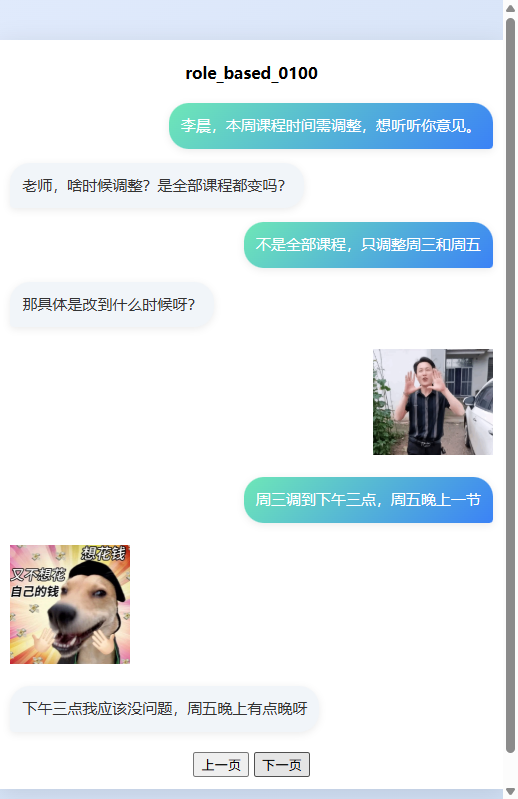 role_based_0100
李晨，本周课程时间需调整，想听听你意见。
老师，啥时候调整？是全部课程都变吗？
不是全部课程，只调整周三和周五
那具体是改到什么时候呀？
周三调到下午三点，周五晚上一节
想花钱
又不想花
自己的钱
下午三点我应该没问题，周五晚上有点晚呀
上一页 下一页